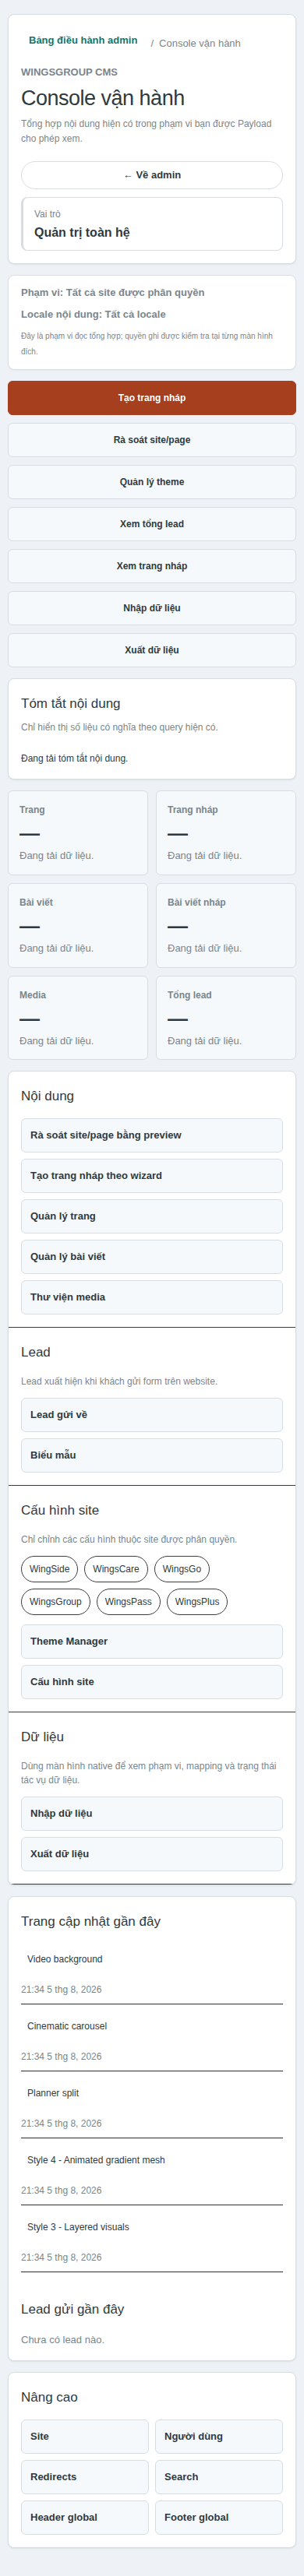 Bảng điều hành admin / Console vận hành
WINGSGROUP CMS
Console vận hành
Tổng hợp nội dung hiện có trong phạm vi bạn được Payload
cho phép xem.
← Về admin
Vai trò
Quản trị toàn hệ
Phạm vi: Tất cả site được phân quyền
Locale nội dung: Tất cả locale
Đây là phạm vi đọc tổng hợp; quyền ghi được kiểm tra tại từng màn hình
đích.
Tạo trang nháp
Rà soát site/page
Quản lý theme
Xem tổng lead
Xem trang nháp
Nhập dữ liệu
Xuất dữ liệu
Tóm tắt nội dung
Chỉ hiển thị số liệu có nghĩa theo query hiện có.
Đang tải tóm tắt nội dung.
Trang
—
Đang tải dữ liệu.
Trang nháp
—
Đang tải dữ liệu.
Bài viết
—
Đang tải dữ liệu.
Bài viết nháp
—
Đang tải dữ liệu.
Media
—
Đang tải dữ liệu.
Tổng lead
—
Đang tải dữ liệu.
Nội dung
Rà soát site/page bằng preview
Tạo trang nháp theo wizard
Quản lý trang
Quản lý bài viết
Thư viện media
Lead
Lead xuất hiện khi khách gửi form trên website.
Lead gửi về
Biểu mẫu
Cấu hình site
Chỉ chỉnh các cấu hình thuộc site được phân quyền.
WingSide WingsCare WingsGo
WingsGroup WingsPass WingsPlus
Theme Manager
Cấu hình site
Dữ liệu
Dùng màn hình native để xem phạm vi, mapping và trạng thái
tác vụ dữ liệu.
Nhập dữ liệu
Xuất dữ liệu
Trang cập nhật gần đây
Video background
21:34 5 thg 8, 2026
Cinematic carousel
21:34 5 thg 8, 2026
Planner split
21:34 5 thg 8, 2026
Style 4 - Animated gradient mesh
21:34 5 thg 8, 2026
Style 3 - Layered visuals
21:34 5 thg 8, 2026
Lead gửi gần đây
Chưa có lead nào.
Nâng cao
Site Người dùng
Redirects Search
Header global Footer global